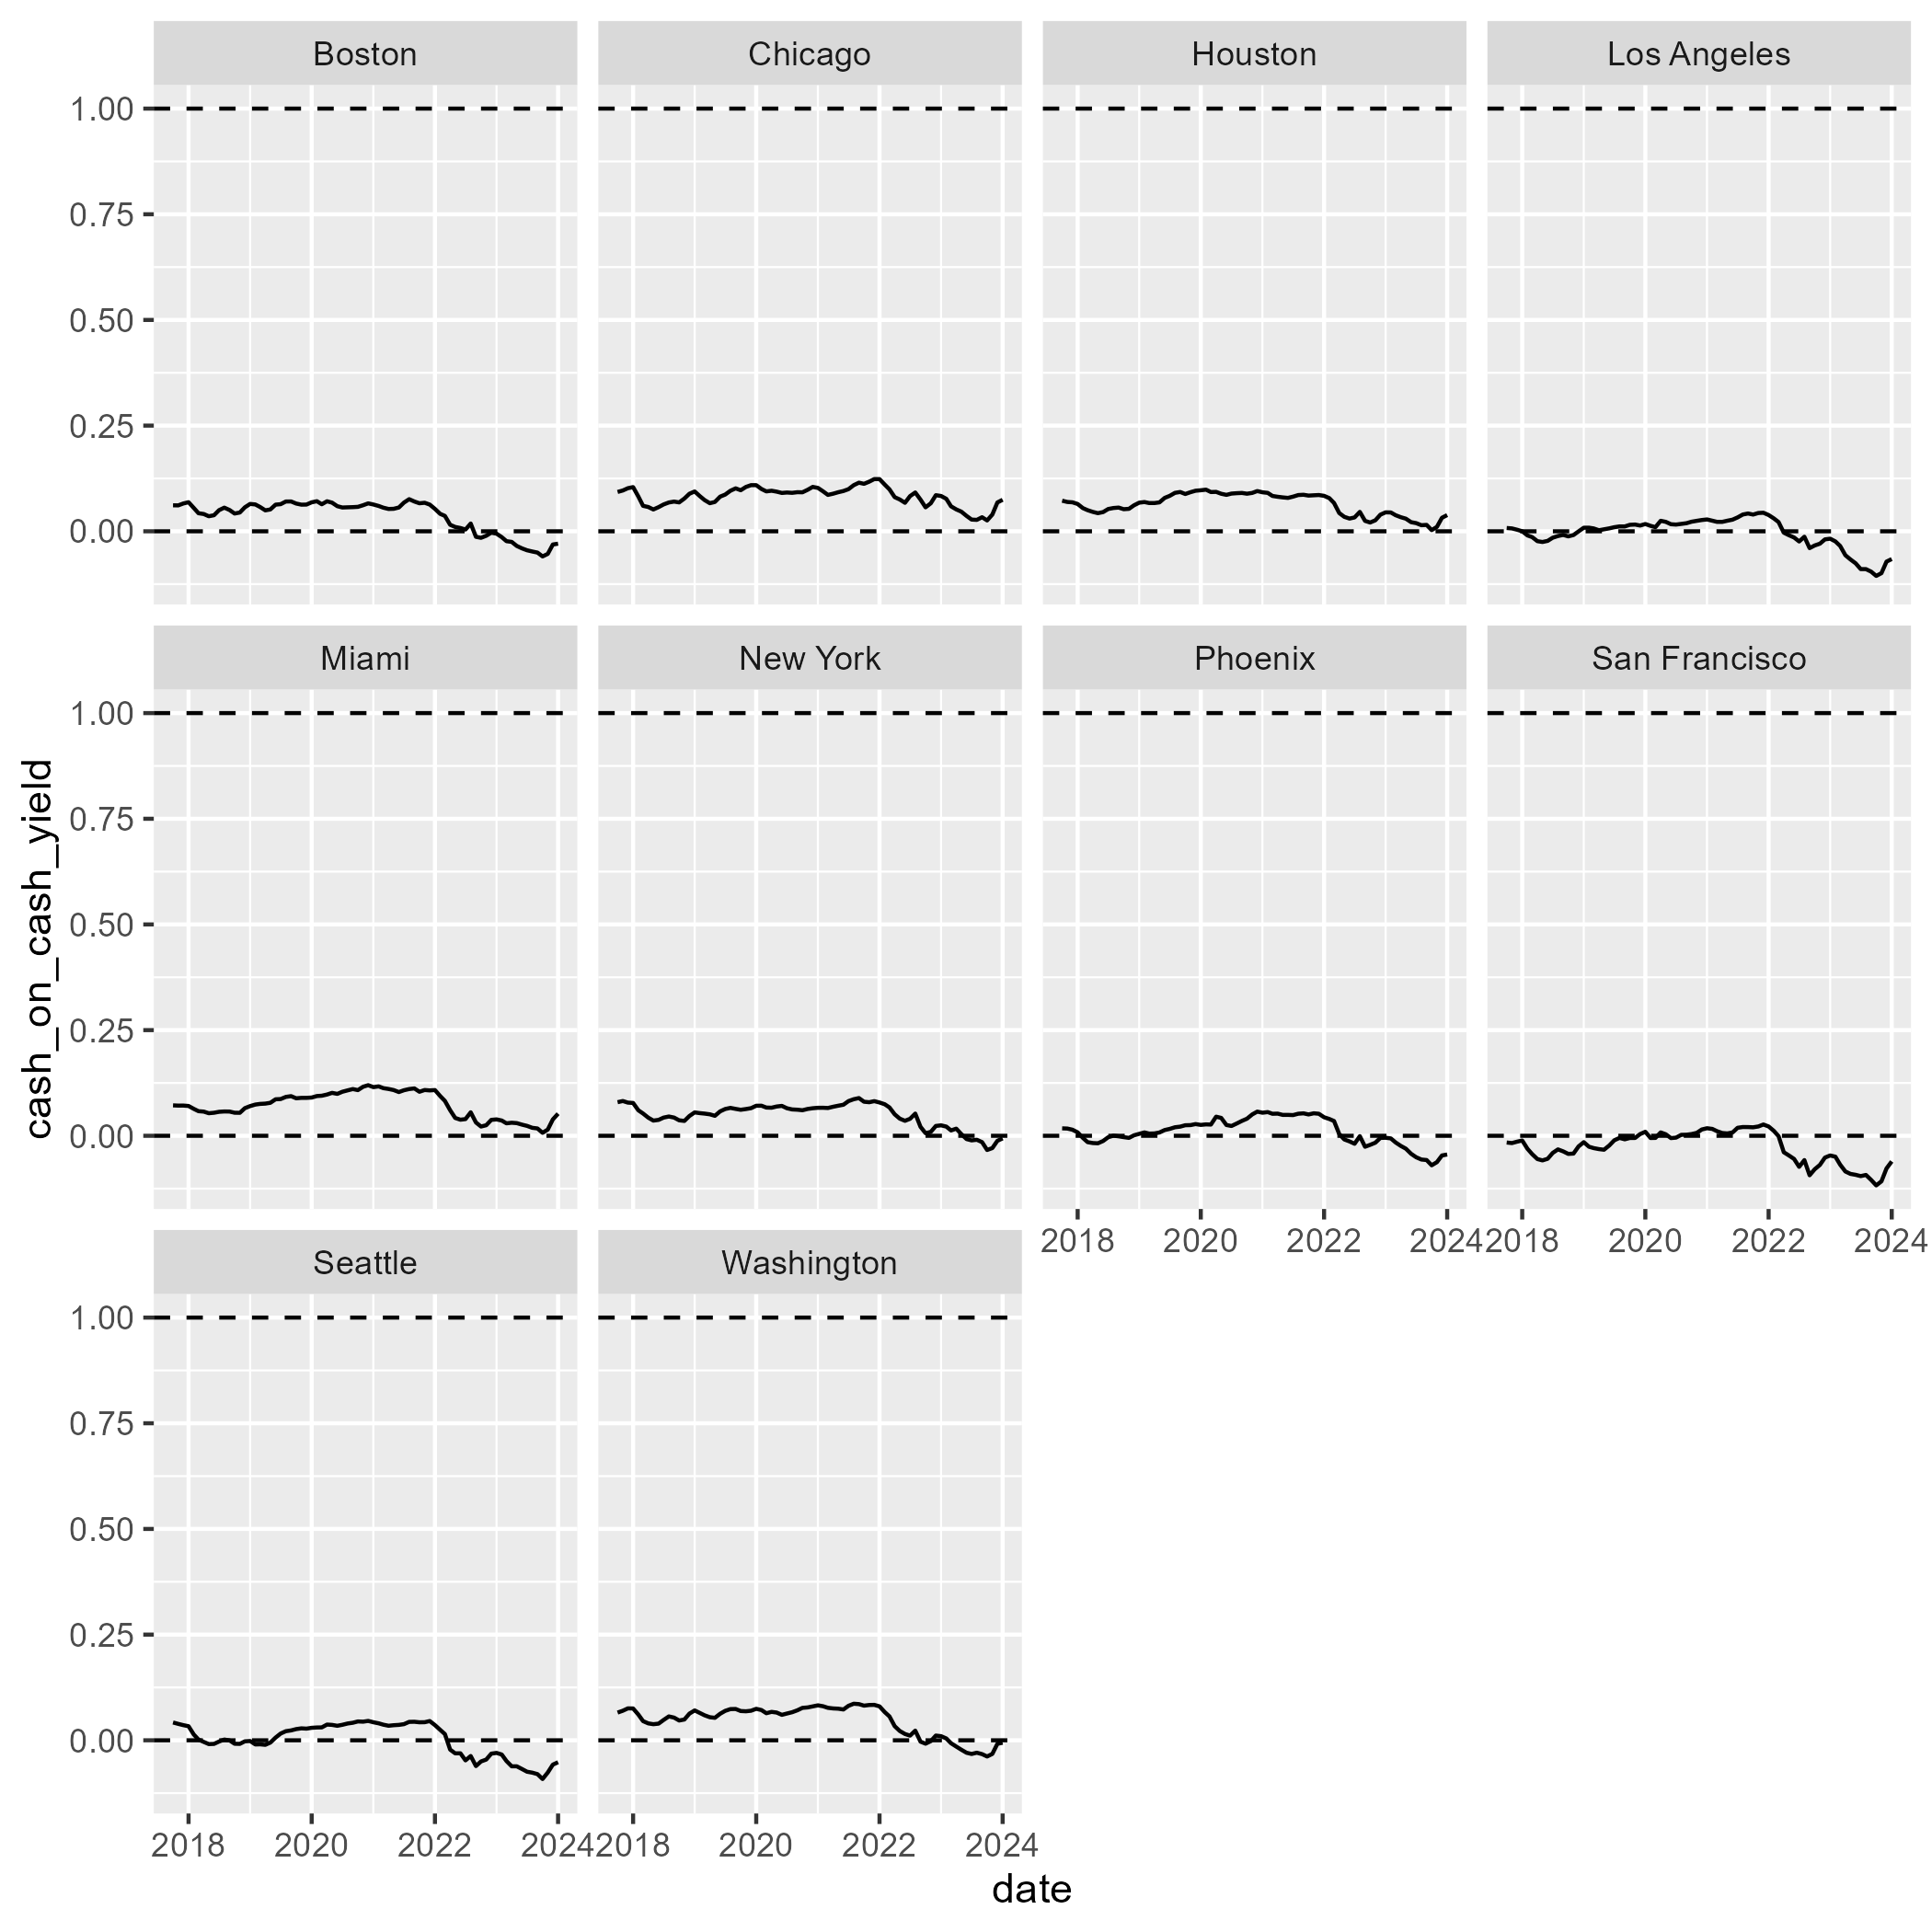 Boston Chicago Houston Los Angeles
1.00
0.75
0.50
0.25
0.00
Miami New York Phoenix San Francisco
1.00
0.75
0.50
0.25
0.00
cash_on_cash_yield
2018 2020 2022 2024 2018 2020 2022 2024
Seattle Washington
1.00
0.75
0.50
0.25
0.00
2018 2020 2022 2024 2018 2020 2022 2024
date